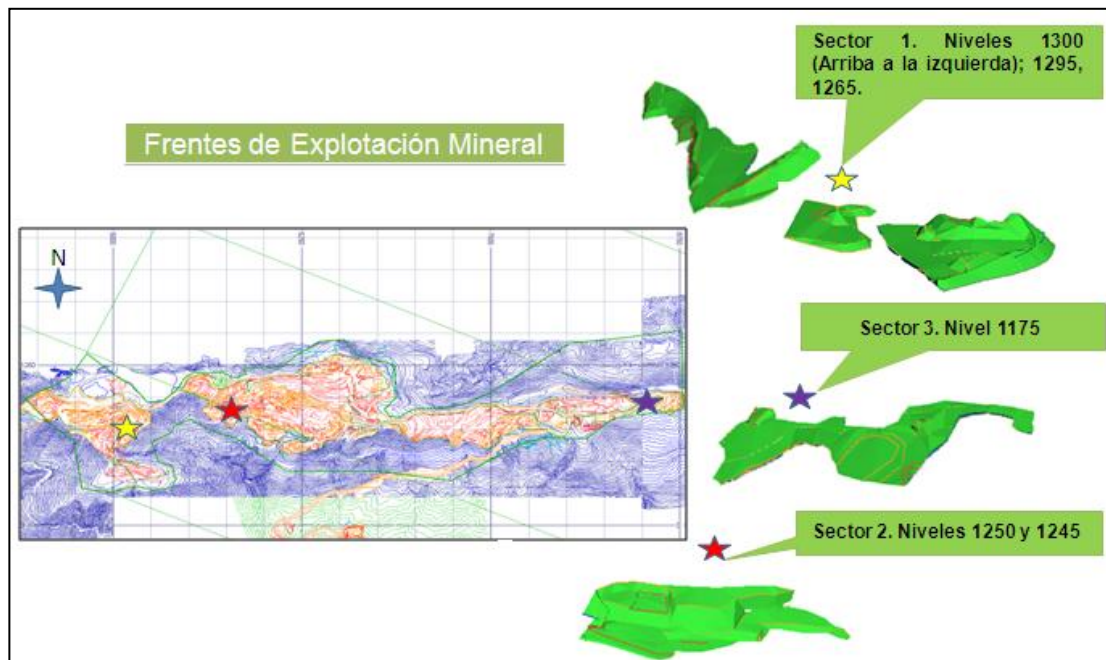 Sector 1. Niveles 1300
(Arriba a la izquierda); 1295,
1265.
Frentes de Explotación Mineral
N
Sector 3. Nivel 1175
Sector 2. Niveles 1250 y 1245